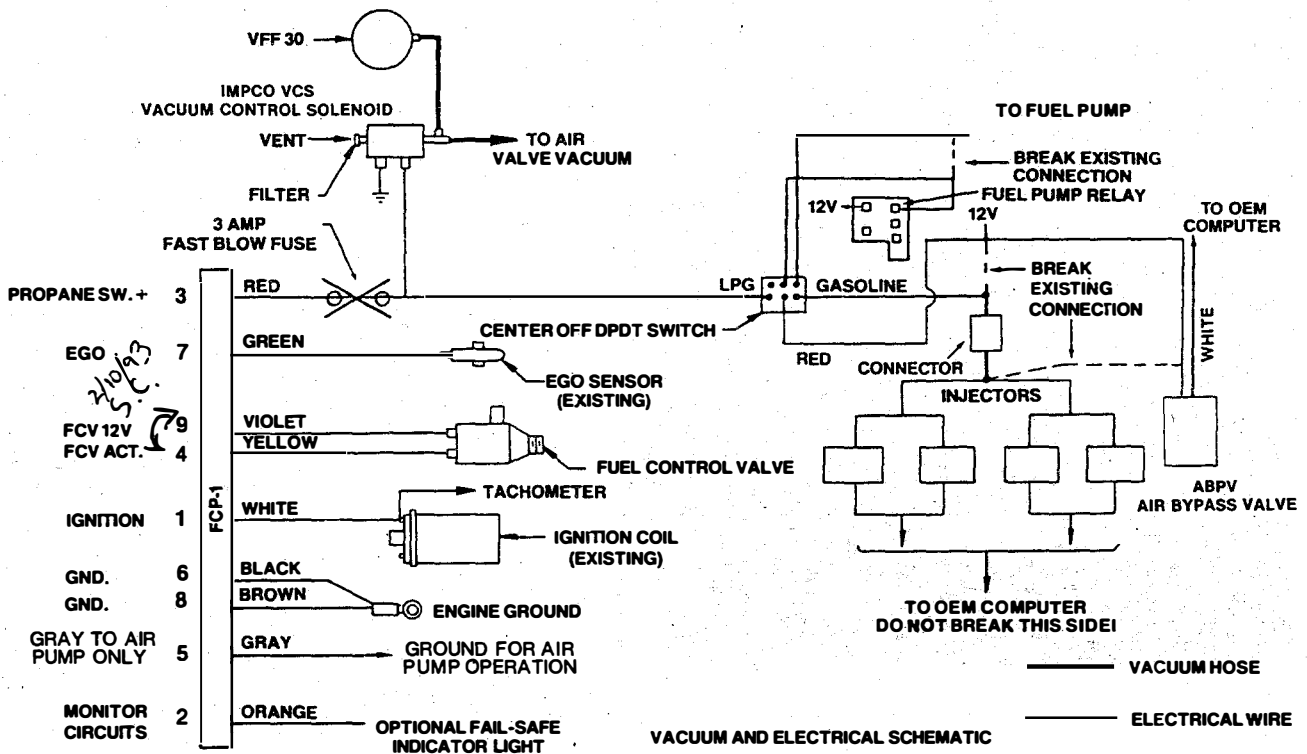 VFF 30
IMPCO VCS
VACUUM CONTROL SOLENOID
VENT
TO AIR
VALVE VACUUM
FILTER
3 AMP
FAST BLOW FUSE
TO FUEL PUMP
BREAK EXISTING
CONNECTION
FUEL PUMP RELAY
12V
12V
TO OEM
COMPUTER
BREAK
EXISTING
CONNECTION
WHITE
PROPANE SW. + 3 RED
LPG
GASOLINE
CENTER OFF DPDT SWITCH
RED
CONNECTOR
INJECTORS
EGO 7 GREEN
EGO SENSOR
(EXISTING)
2/10/93
S.C.
FCV 12V 9 VIOLET
FCV ACT. 4 YELLOW
FUEL CONTROL VALVE
ABPV
AIR BYPASS VALVE
FCP-1
TACHOMETER
IGNITION 1 WHITE
IGNITION COIL
(EXISTING)
GND. 6 BLACK
GND. 8 BROWN
ENGINE GROUND
TO OEM COMPUTER
DO NOT BREAK THIS SIDE!
GRAY TO AIR
PUMP ONLY 5 GRAY
GROUND FOR AIR
PUMP OPERATION
VACUUM HOSE
MONITOR
CIRCUITS 2 ORANGE
OPTIONAL FAIL-SAFE
INDICATOR LIGHT
ELECTRICAL WIRE
VACUUM AND ELECTRICAL SCHEMATIC